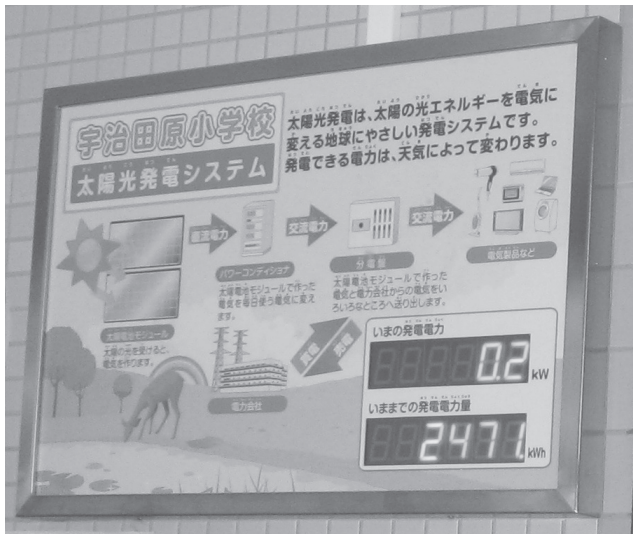 宇治田原小学校
太陽光発電システム
太陽光発電は、太陽の光エネルギーを電気に
変える地球にやさしい発電システムです。
発電できる電力は、天気によって変わります。
直流電力
交流電力
交流電力
パワーコンディショナ
太陽電池モジュールで作った
電気を毎日使う電気に変え
ます。
分電盤
太陽電池モジュールで作った
電気と電力会社からの電気をい
ろいろなところへ送り出します。
電気製品など
太陽電池モジュール
太陽の光を受けると、
電気を作ります。
電力会社
買電
売電
いまの発電電力
0.2 kW
いままでの発電電力量
2471. kWh